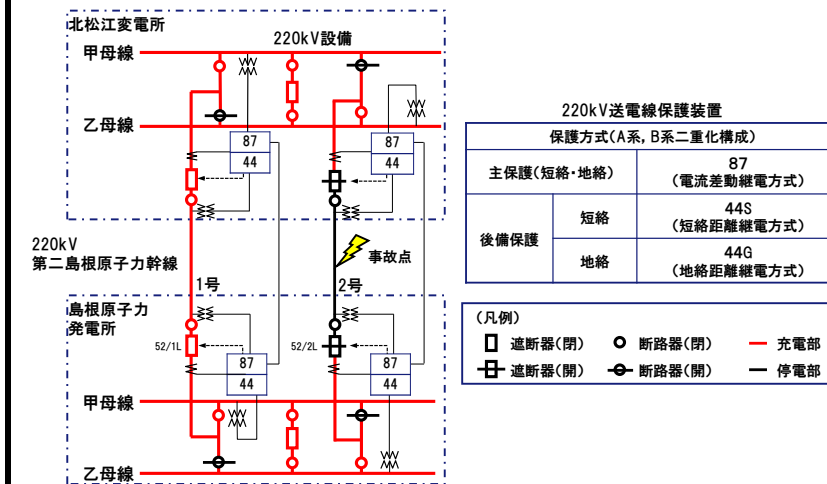 北松江変電所
220kV設備
甲母線
乙母線
87
44
87
44
220kV
第二島根原子力幹線
事故点
1号
2号
島根原子力
発電所
52/1L
52/2L
87
44
87
44
甲母線
乙母線
220kV送電線保護装置
保護方式(A系,B系二重化構成)
主保護(短絡・地絡)
87
(電流差動継電方式)
後備保護
短絡
44S
(短絡距離継電方式)
地絡
44G
(地絡距離継電方式)
(凡例)
遮断器(閉) 断路器(閉) 充電部
遮断器(開) 断路器(開) 停電部